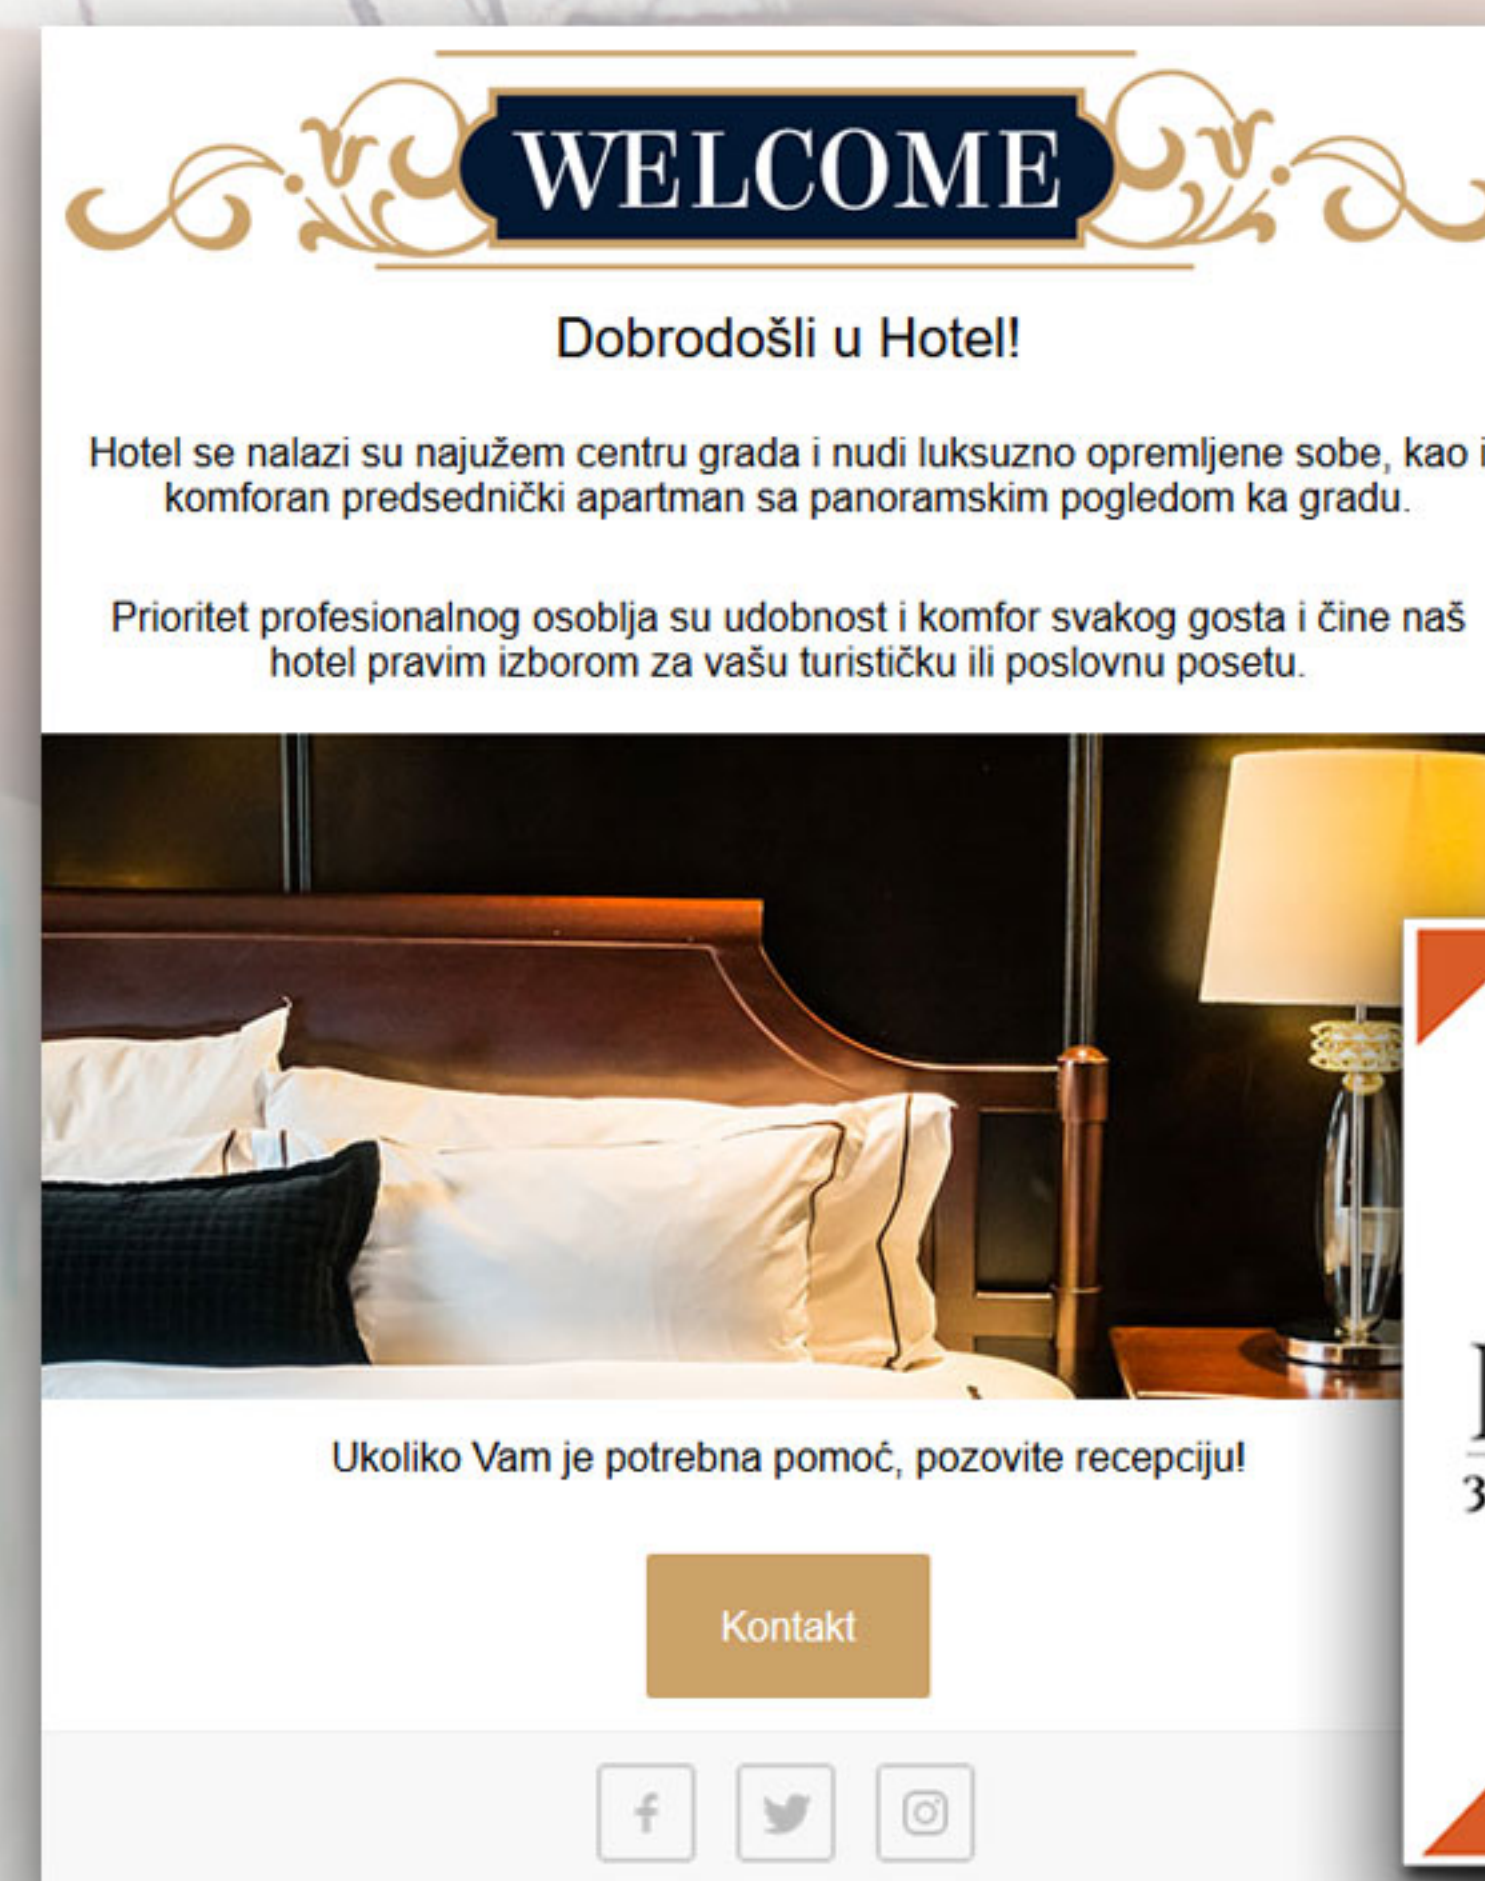 WELCOME
Dobrodošli u Hotel!
Hotel se nalazi su najužem centru grada i nudi luksuzno opremljene sobe, kao i
komforan predsednički apartman sa panoramskim pogledom ka gradu.
Prioritet profesionalnog osoblja su udobnost i komfor svakog gosta i čine naš
hotel pravim izborom za vašu turističku ili poslovnu posetu.
Ukoliko Vam je potrebna pomoć, pozovite recepciju!
Kontakt